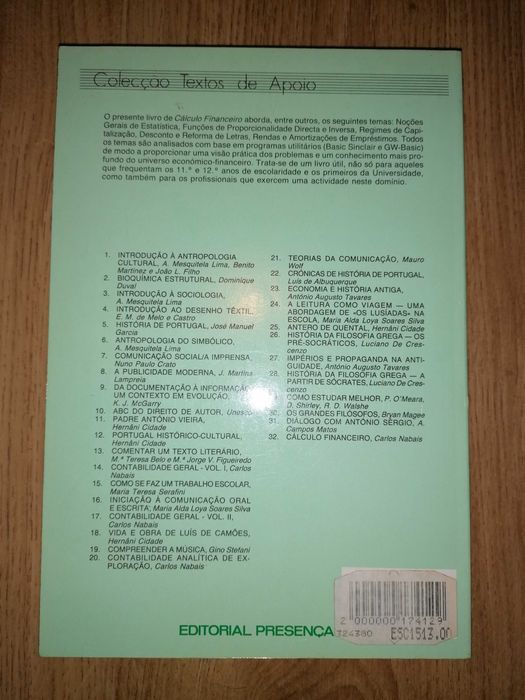 Colecção Textos de Apoio
O presente livro de Cálculo Financeiro aborda, entre outros, os seguintes temas: Noções
Gerais de Estatística, Funções de Proporcionalidade Directa e Inversa, Regimes de Capi-
talização, Desconto e Reforma de Letras, Rendas e Amortizações de Empréstimos. Todos
os temas são analisados com base em programas utilitários (Basic Sinclair e GW-Basic)
de modo a proporcionar uma visão prática dos problemas e um conhecimento mais pro-
fundo do universo económico-financeiro. Trata-se de um livro útil, não só para aqueles
que frequentam os 11.º e 12.º anos de escolaridade e os primeiros da Universidade,
como também para os profissionais que exercem uma actividade neste domínio.
1. INTRODUÇÃO À ANTROPOLOGIA
CULTURAL, A. Mesquitela Lima, Benito
Martinez e João L. Filho
2. BIOQUÍMICA ESTRUTURAL, Dominique
Duval
3. INTRODUÇÃO À SOCIOLOGIA,
A. Mesquitela Lima
4. INTRODUÇÃO AO DESENHO TÊXTIL,
E. M. de Melo e Castro
5. HISTÓRIA DE PORTUGAL, José Manuel
Garcia
6. ANTROPOLOGIA DO SIMBÓLICO,
A. Mesquitela Lima
7. COMUNICAÇÃO SOCIAL/A IMPRENSA,
Nuno Paulo Crato
8. A PUBLICIDADE MODERNA, J. Martins
Lampreia
9. DA DOCUMENTAÇÃO À INFORMAÇÃO
UM CONTEXTO EM EVOLUÇÃO,
K. J. McGarry
10. ABC DO DIREITO DE AUTOR, Unesco
11. PADRE ANTÓNIO VIEIRA,
Hernâni Cidade
12. PORTUGAL HISTÓRICO-CULTURAL,
Hernâni Cidade
13. COMENTAR UM TEXTO LITERÁRIO,
M.ª Teresa Belo e M.ª Jorge V. Figueiredo
14. CONTABILIDADE GERAL - VOL. I, Carlos
Nabais
15. COMO SE FAZ UM TRABALHO ESCOLAR,
Maria Teresa Serafini
16. INICIAÇÃO À COMUNICAÇÃO ORAL
E ESCRITA, Maria Alda Loya Soares Silva
17. CONTABILIDADE GERAL - VOL. II,
Carlos Nabais
18. VIDA E OBRA DE LUÍS DE CAMÕES,
Hernâni Cidade
19. COMPREENDER A MÚSICA, Gino Stefani
20. CONTABILIDADE ANALÍTICA DE EX-
PLORAÇÃO, Carlos Nabais
21. TEORIAS DA COMUNICAÇÃO, Mauro
Wolf
22. CRÓNICAS DE HISTÓRIA DE PORTUGAL,
Luís de Albuquerque
23. ECONOMIA E HISTÓRIA ANTIGA,
António Augusto Tavares
24. A LEITURA COMO VIAGEM — UMA
ABORDAGEM DE «OS LUSÍADAS» NA
ESCOLA, Maria Alda Loya Soares Silva
25. ANTERO DE QUENTAL, Hernâni Cidade
26. HISTÓRIA DA FILOSOFIA GREGA — OS
PRÉ-SOCRÁTICOS, Luciano De Cres-
cenzo
27. IMPÉRIOS E PROPAGANDA NA ANTI-
GUIDADE, António Augusto Tavares
28. HISTÓRIA DA FILOSOFIA GREGA — A
PARTIR DE SÓCRATES, Luciano De Cres-
cenzo
COMO ESTUDAR MELHOR, P. O'Meara,
D. Shirley, R. D. Walshe
30. OS GRANDES FILÓSOFOS, Bryan Magee
31. DIÁLOGO COM ANTÓNIO SÉRGIO, A.
Campos Matos
32. CÁLCULO FINANCEIRO, Carlos Nabais
EDITORIAL PRESENÇA
2 000000 174129
724380 ESC1513.00